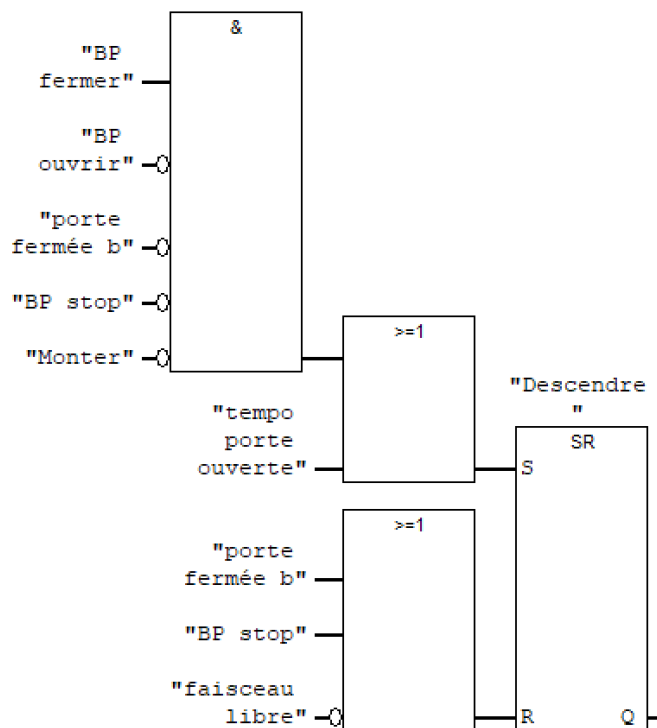 &
"BP
fermer"
"BP
ouvrir"
"porte
fermée b"
"BP stop"
"Monter"
>=1
"tempo
porte
ouverte"
"Descendre
"
SR
S
>=1
"porte
fermée b"
"BP stop"
"faisceau
libre"
R Q